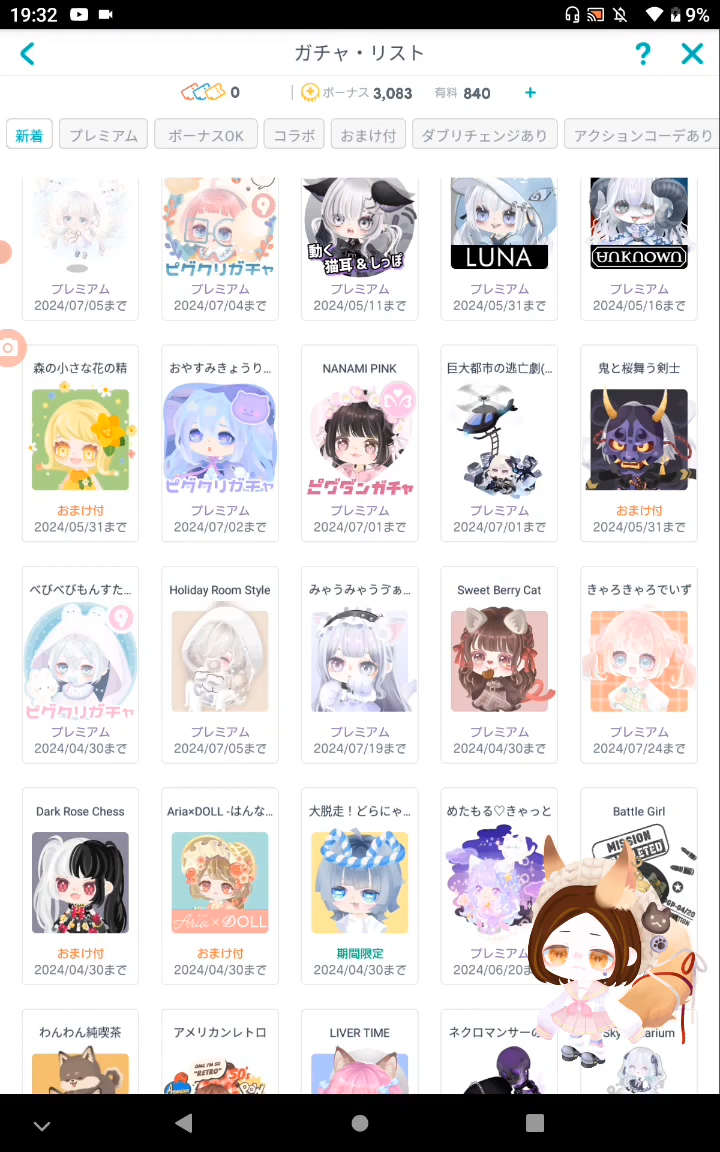 19:32
9%
ガチャ・リスト
?
0
ボーナス 3,083
有料 840
+
新着
プレミアム
ボーナスOK
コラボ
おまけ付
ダブリチェンジあり
アクションコーデあり
9
ピグクリガチャ
動く
猫耳&しっぽ
LUNA
UNKNOWN
プレミアム
2024/07/05まで
プレミアム
2024/07/04まで
プレミアム
2024/05/11まで
プレミアム
2024/05/31まで
プレミアム
2024/05/16まで
森の小さな花の精
おやすみきょうり...
NANAMI PINK
巨大都市の逃亡劇(...
鬼と桜舞う剣士
ピグクリガチャ
ピグダンガチャ
おまけ付
2024/05/31まで
プレミアム
2024/07/02まで
プレミアム
2024/07/01まで
プレミアム
2024/07/01まで
おまけ付
2024/05/31まで
べびべびもんすた...
Holiday Room Style
みゃうみゃうゔぁ...
Sweet Berry Cat
きゃろきゃろでいず
9
ピグクリガチャ
プレミアム
2024/04/30まで
プレミアム
2024/07/05まで
プレミアム
2024/07/19まで
プレミアム
2024/04/30まで
プレミアム
2024/07/24まで
Dark Rose Chess
Aria×DOLL -はんな...
大脱走！どらにゃ...
めたもる♡きゃっと
Battle Girl
Aria×DOLL
MISSION
おまけ付
2024/04/30まで
おまけ付
2024/04/30まで
期間限定
2024/04/30まで
プレミアム
2024/06/20ま
わんわん純喫茶
アメリカンレトロ
LIVER TIME
ネクロマンサーの
Sky
arium
OMG I'M SO
"RETRO"
50's
POW
American